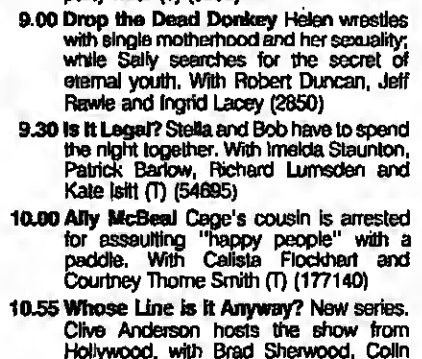 9.00 Drop the Dead Donkey Helen wrestles
with single motherhood and her sexuality;
while Sally searches for the secret of
eternal youth. With Robert Duncan, Jeff
Rawle and Ingrid Lacey (2850)
9.30 Is It Legal? Stella and Bob have to spend
the night together. With Imelda Staunton,
Patrick Barlow, Richard Lumsden and
Kate Isitt (T) (54695)
10.00 Ally McBeal Cage's cousin is arrested
for assaulting "happy people" with a
paddle. With Calista Flockhart and
Courtney Thorne Smith (T) (177140)
10.55 Whose Line is it Anyway? New series.
Clive Anderson hosts the show from
Hollywood, with Brad Sherwood, Colin